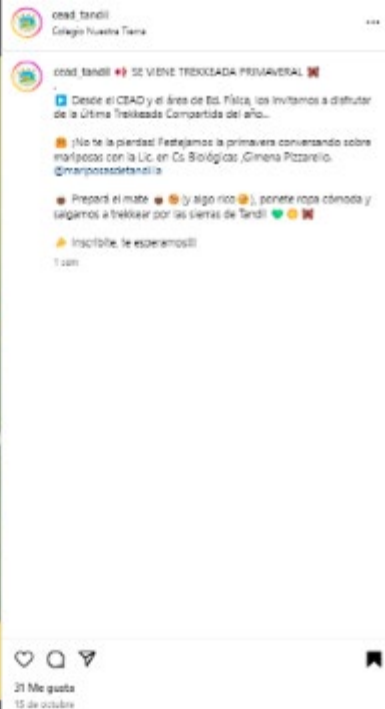 cead_tandil
Colegio Nuestra Tierra
cead_tandil 📢 SE VIENE TREKKEADA PRIMAVERAL
.
▶️ Desde el CEAD y el área de Ed. Física, los invitamos a disfrutar
de la última Trekkeada Compartida del año...
¡No te la pierdas! Festejamos la primavera conversando sobre
mariposas con la Lic. en Cs. Biológicas ,Gimena Pizzarello.
@mariposasdetandilia
🧉 Prepará el mate 🧉 (y algo rico), ponete ropa cómoda y
salgamos a trekkear por las sierras de Tandil 💚
Inscribite, te esperamos!!!
1 sem
31 Me gusta
15 de octubre